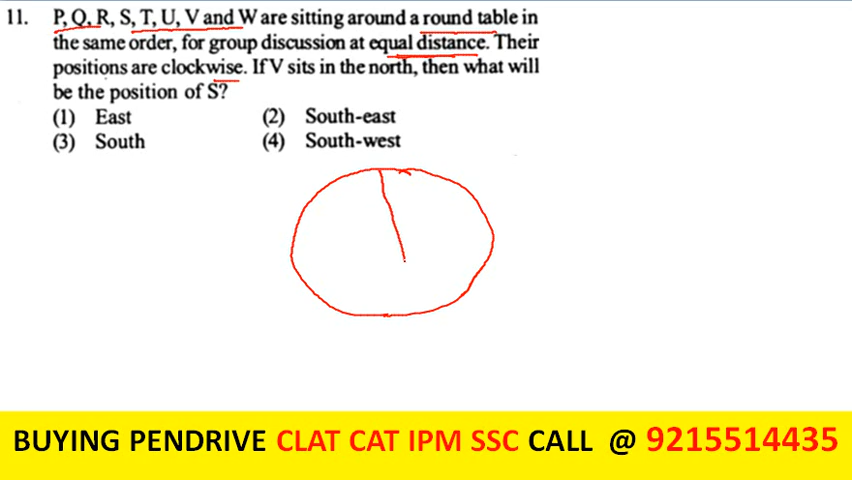 11. P, Q, R, S, T, U, V and W are sitting around a round table in
the same order, for group discussion at equal distance. Their
positions are clockwise. If V sits in the north, then what will
be the position of S?
(1) East (2) South-east
(3) South (4) South-west
BUYING PENDRIVE CLAT CAT IPM SSC CALL @ 9215514435